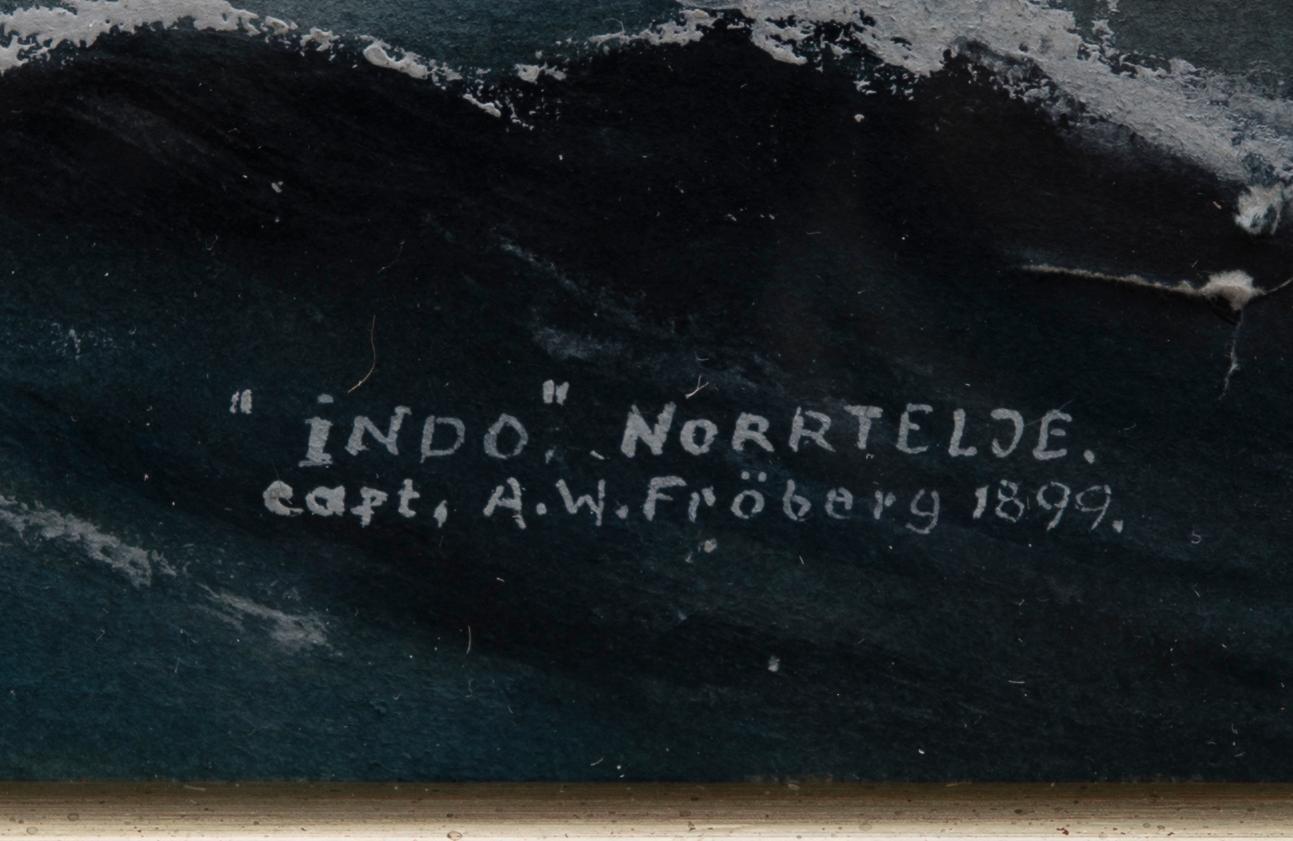 "iNDO", NORRTELJE.
capt, A.W.Fröberg 1899.